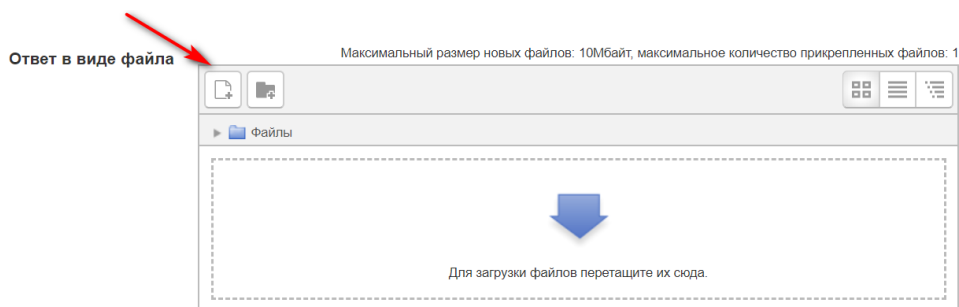 Максимальный размер новых файлов: 10Мбайт, максимальное количество прикрепленных файлов: 1
Ответ в виде файла
Файлы
Для загрузки файлов перетащите их сюда.